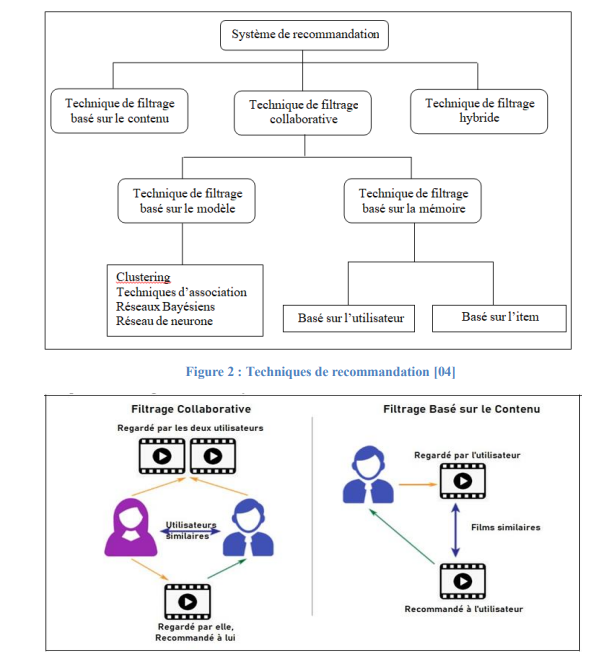 Système de recommandation
Technique de filtrage
basé sur le contenu
Technique de filtrage
collaborative
Technique de filtrage
hybride
Technique de filtrage
basé sur le modèle
Technique de filtrage
basé sur la mémoire
Clustering
Techniques d'association
Réseaux Bayésiens
Réseau de neurone
Basé sur l'utilisateur
Basé sur l'item
Figure 2 : Techniques de recommandation [04]
Filtrage Collaborative
Regardé par les deux utilisateurs
Utilisateurs
similaires
Regardé par elle,
Recommandé à lui
Filtrage Basé sur le Contenu
Regardé par l'utilisateur
Films similaires
Recommandé à l'utilisateur